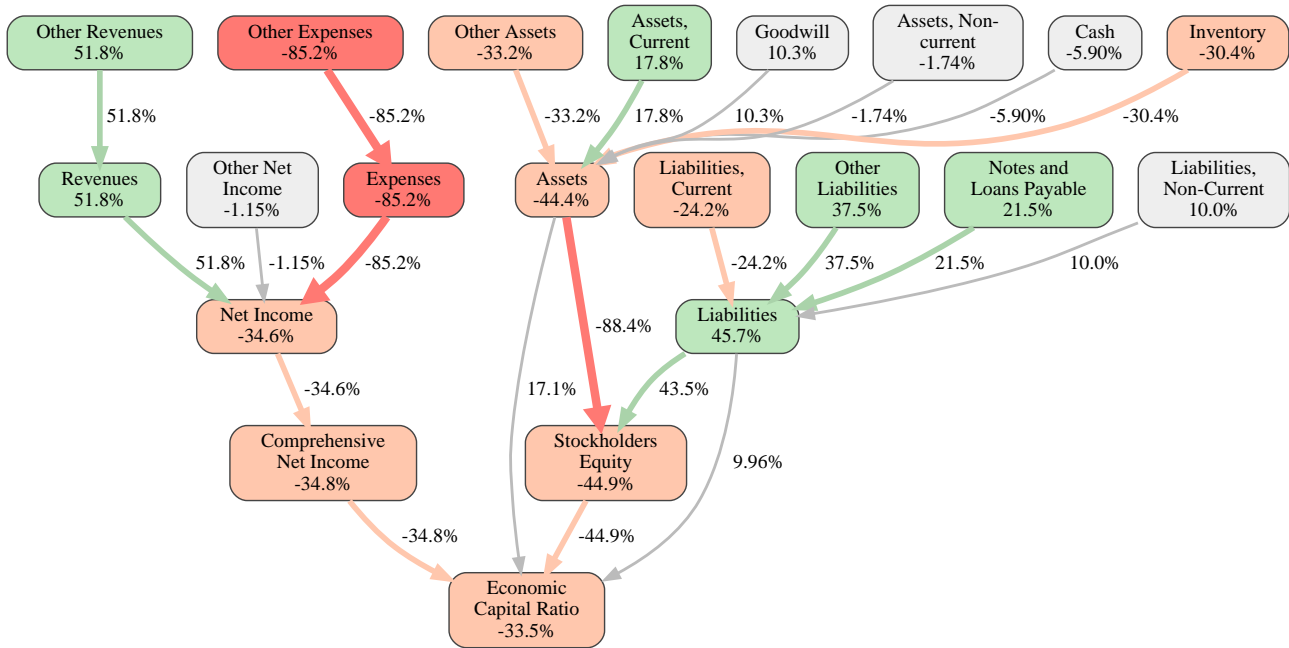 Other Revenues
51.8%
Other Expenses
-85.2%
Other Assets
-33.2%
Assets,
Current
17.8%
Goodwill
10.3%
Assets, Non-
current
-1.74%
Cash
-5.90%
Inventory
-30.4%
51.8%
-85.2%
-33.2%
17.8%
10.3%
-1.74%
-5.90%
-30.4%
Revenues
51.8%
Other Net
Income
-1.15%
Expenses
-85.2%
Assets
-44.4%
Liabilities,
Current
-24.2%
Other
Liabilities
37.5%
Notes and
Loans Payable
21.5%
Liabilities,
Non-Current
10.0%
51.8%
-1.15%
-85.2%
-24.2%
37.5%
21.5%
10.0%
Net Income
-34.6%
-88.4%
Liabilities
45.7%
-34.6%
17.1%
43.5%
Comprehensive
Net Income
-34.8%
Stockholders
Equity
-44.9%
9.96%
-34.8%
-44.9%
Economic
Capital Ratio
-33.5%